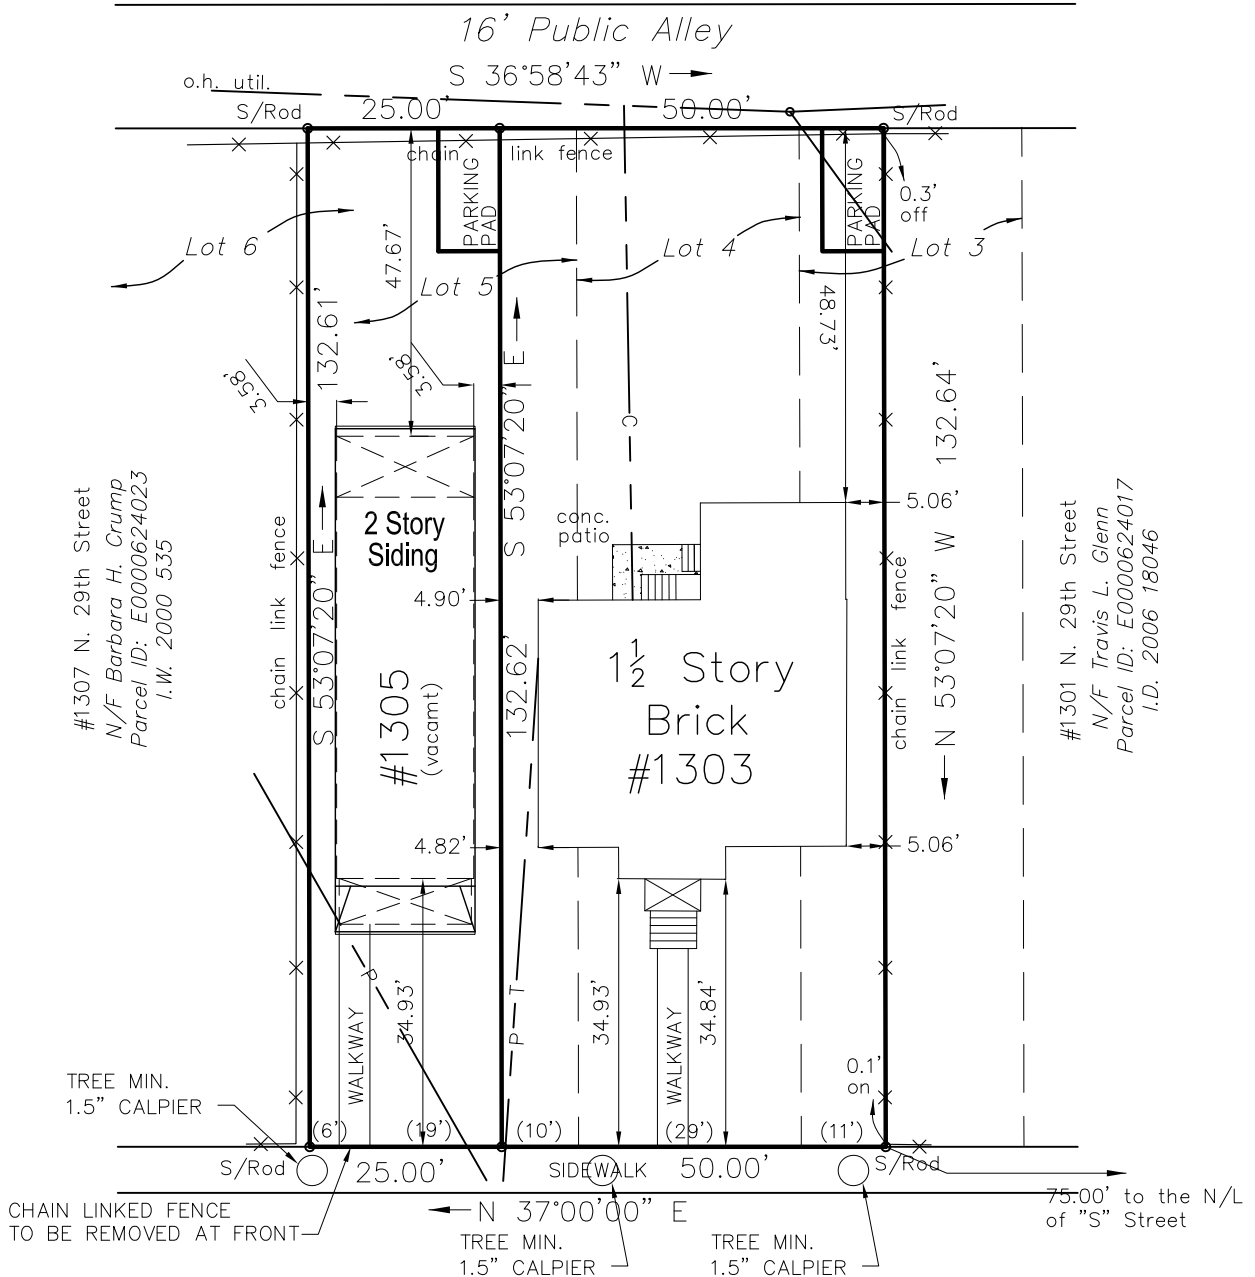 16' Public Alley
S 36°58'43" W
o.h. util.
S/Rod
25.00'
50.00'
S/Rod
chain link fence
PARKING
PAD
PARKING
PAD
0.3'
off
Lot 6
Lot 5
Lot 4
Lot 3
47.67'
48.73'
132.61'
3.58'
3.58'
S 53°07'20" E
S 53°07'20" E
132.62'
132.64'
N 53°07'20" W
C
5.06'
5.06'
conc.
patio
2 Story
Siding
#1305
(vacamt)
4.90'
4.82'
1½ Story
Brick
#1303
chain link fence
chain link fence
#1307 N. 29th Street
N/F Barbara H. Crump
Parcel ID: E0000624023
I.W. 2000 535
#1301 N. 29th Street
N/F Travis L. Glenn
Parcel ID: E0000624017
I.D. 2006 18046
P
P T
34.93'
34.93'
34.84'
WALKWAY
WALKWAY
0.1'
on
TREE MIN.
1.5" CALPIER
(6')
(19')
(10')
(29')
(11')
S/Rod
25.00'
SIDEWALK
50.00'
S/Rod
CHAIN LINKED FENCE
TO BE REMOVED AT FRONT
N 37°00'00" E
75.00' to the N/L
of "S" Street
TREE MIN.
1.5" CALPIER
TREE MIN.
1.5" CALPIER